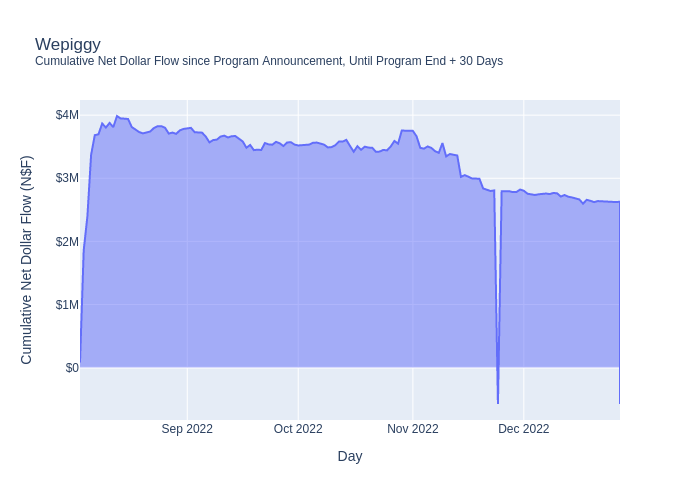 Wepiggy
Cumulative Net Dollar Flow since Program Announcement, Until Program End + 30 Days
Cumulative Net Dollar Flow (N$F)
$4M
$3M
$2M
$1M
$0
Sep 2022
Oct 2022
Nov 2022
Dec 2022
Day